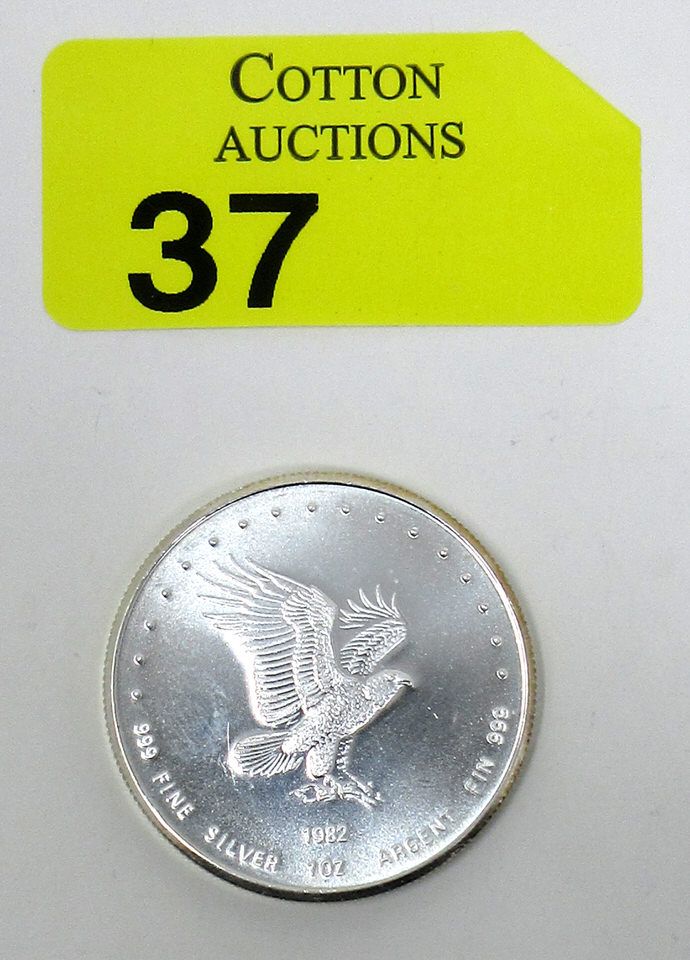 COTTON
AUCTIONS
37
1982
999 FINE SILVER 1OZ ARGENT FIN 999